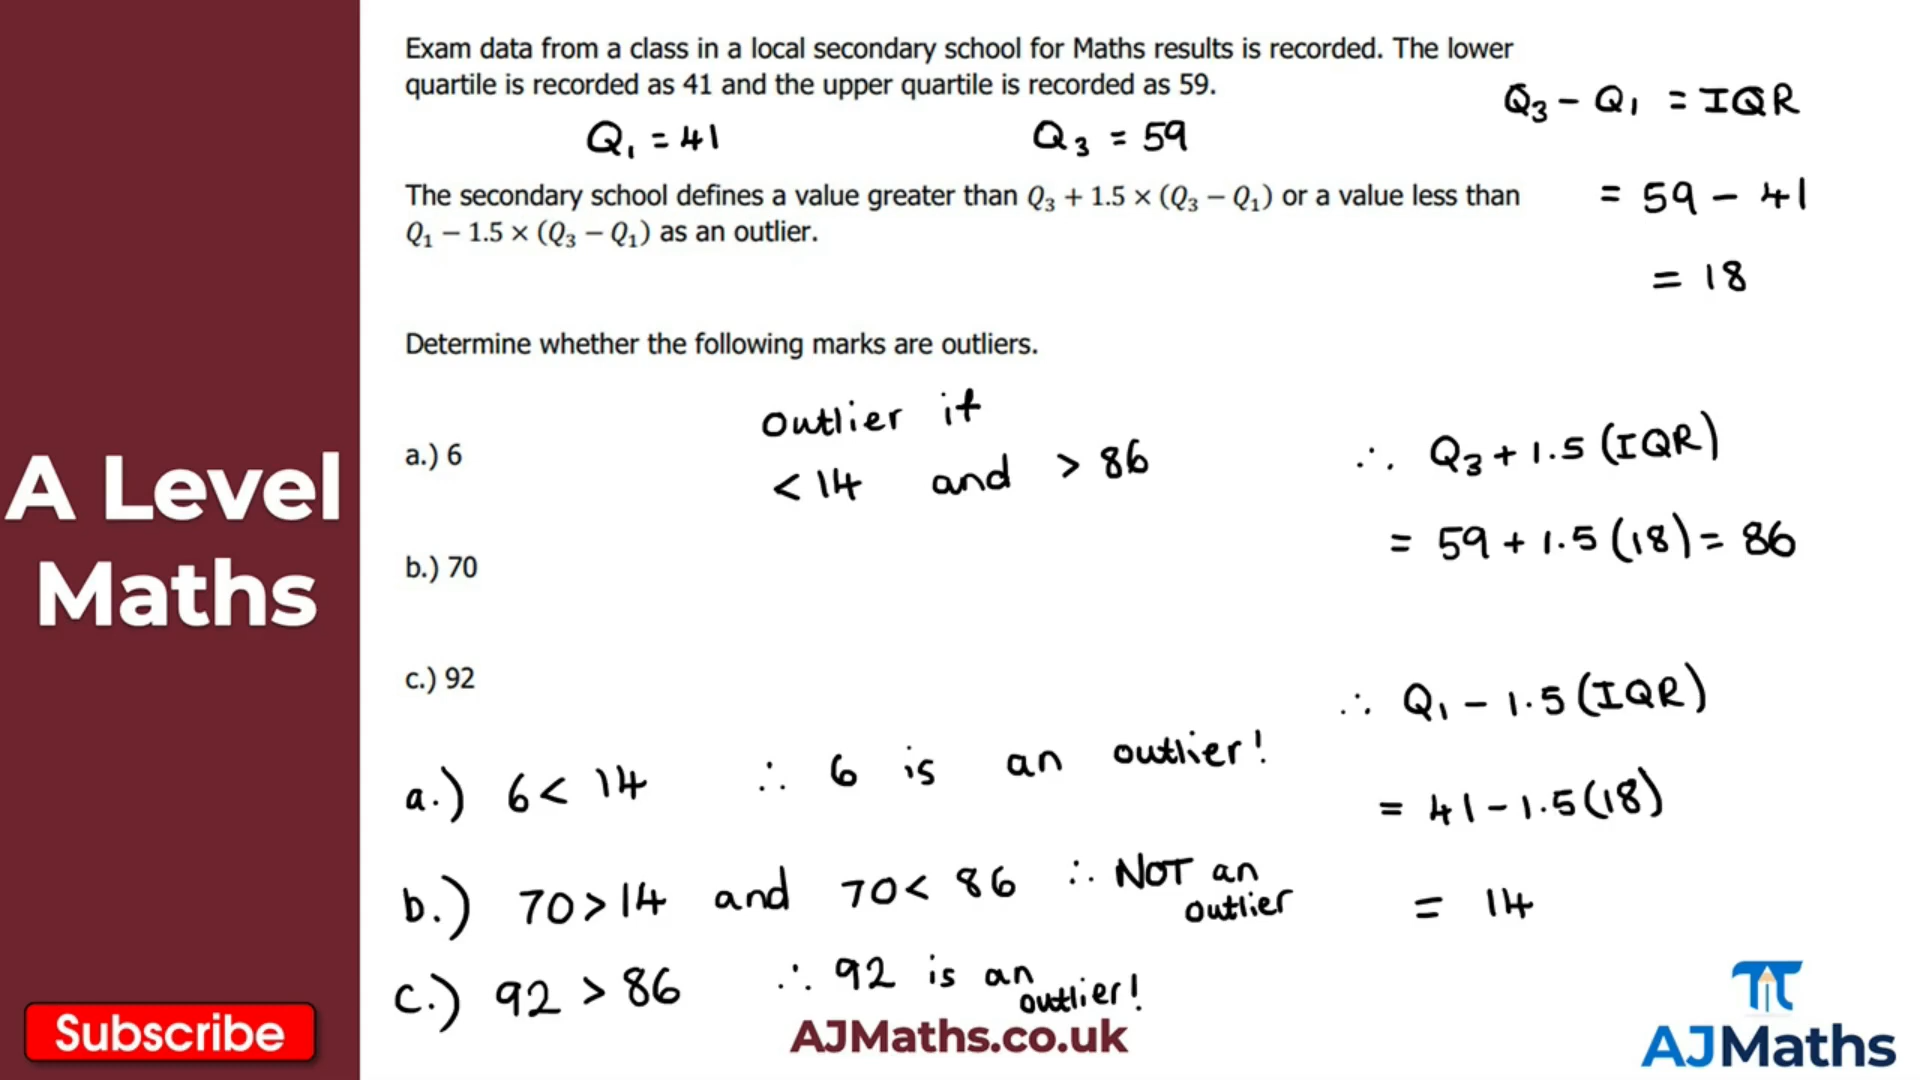 A Level
Maths
Subscribe
Exam data from a class in a local secondary school for Maths results is recorded. The lower
quartile is recorded as 41 and the upper quartile is recorded as 59.
Q₁ = 41
Q₃ = 59
The secondary school defines a value greater than Q₃ + 1.5 × (Q₃ − Q₁) or a value less than
Q₁ − 1.5 × (Q₃ − Q₁) as an outlier.
Determine whether the following marks are outliers.
a.) 6
b.) 70
c.) 92
outlier if
< 14 and > 86
Q₃ − Q₁ = IQR
= 59 − 41
= 18
∴ Q₃ + 1.5 (IQR)
= 59 + 1.5 (18) = 86
∴ Q₁ − 1.5 (IQR)
= 41 − 1.5 (18)
= 14
a.) 6 < 14 ∴ 6 is an outlier!
b.) 70 > 14 and 70 < 86 ∴ NOT an
outlier
c.) 92 > 86 ∴ 92 is an
outlier!
AJMaths.co.uk
AJMaths